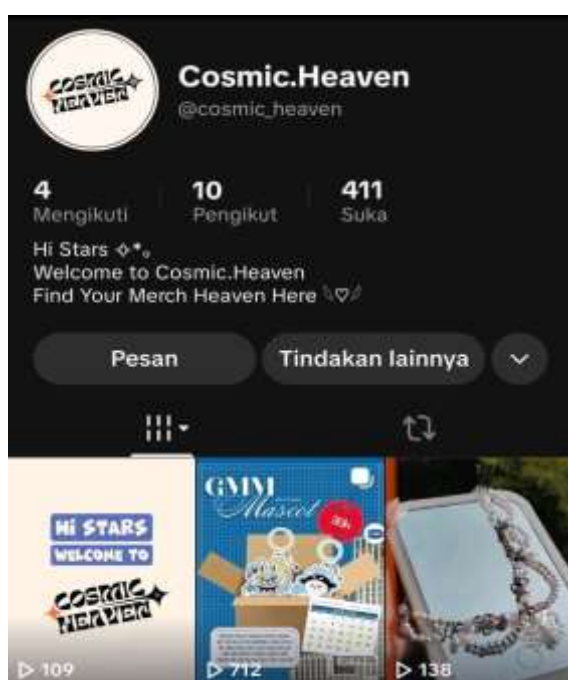 COSMIC
HEAVEN
Cosmic.Heaven
@cosmic_heaven
4 10 411
Mengikuti Pengikut Suka
Hi Stars ✧*｡
Welcome to Cosmic.Heaven
Find Your Merch Heaven Here 𓆩♡𓆪
Pesan Tindakan lainnya
HI STARS
WELCOME TO
COSMIC
HEAVEN
109
GMM
Mascot
712
138